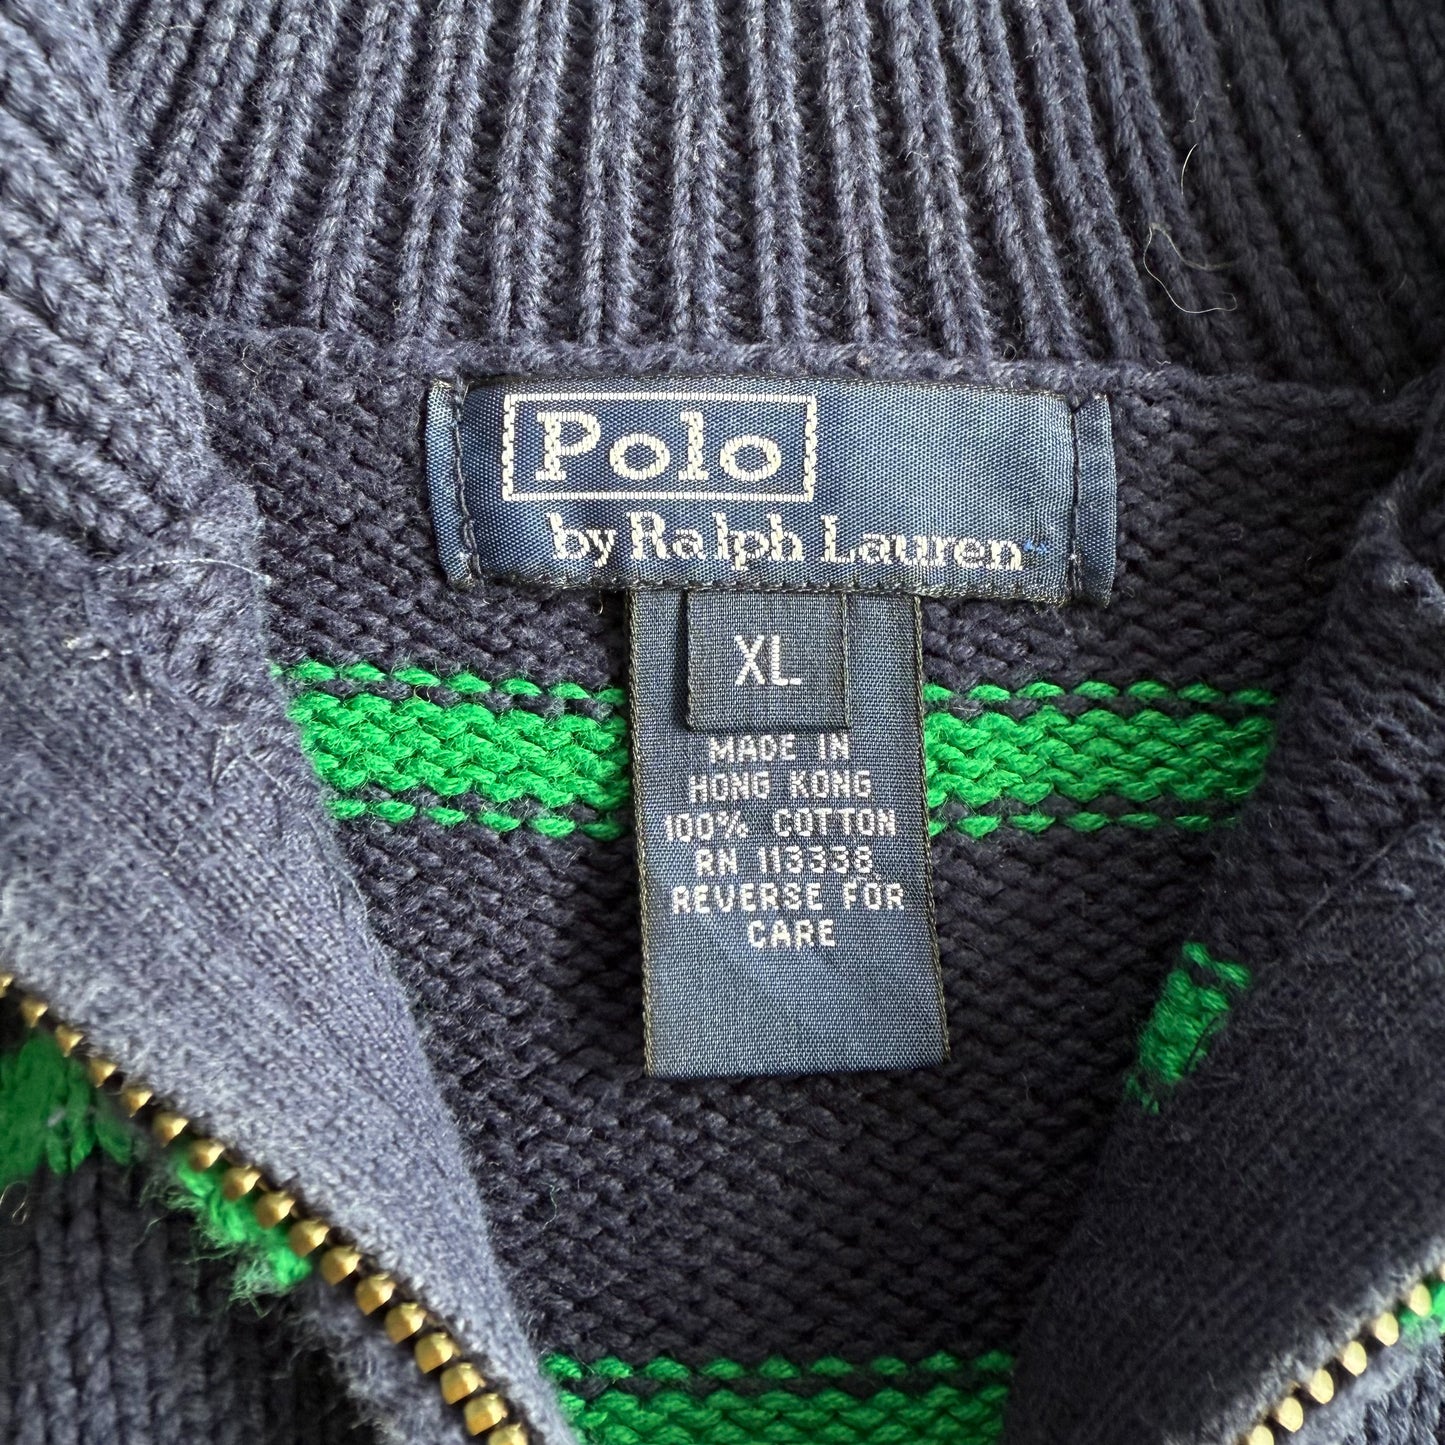 Polo
by Ralph Lauren
XL
MADE IN
HONG KONG
100% COTTON
RN 113338
REVERSE FOR
CARE